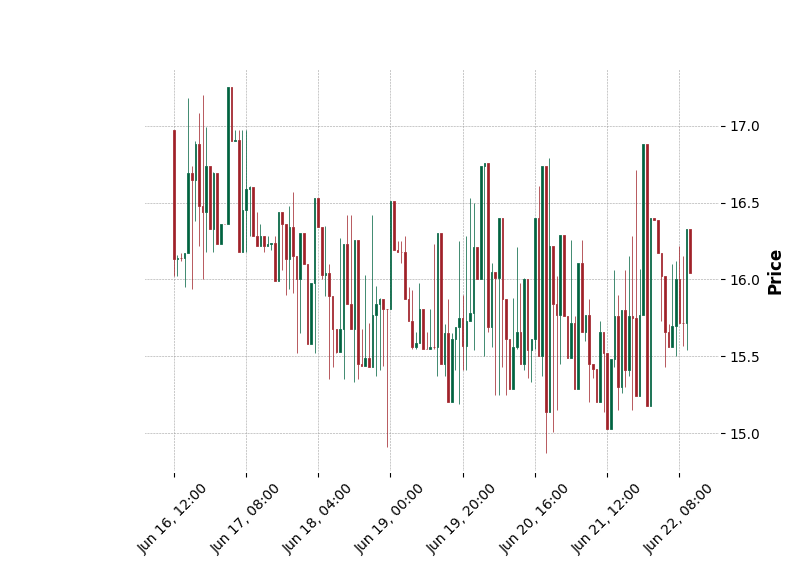 17.0
16.5
16.0
15.5
15.0
Price
Jun 16, 12:00
Jun 17, 08:00
Jun 18, 04:00
Jun 19, 00:00
Jun 19, 20:00
Jun 20, 16:00
Jun 21, 12:00
Jun 22, 08:00